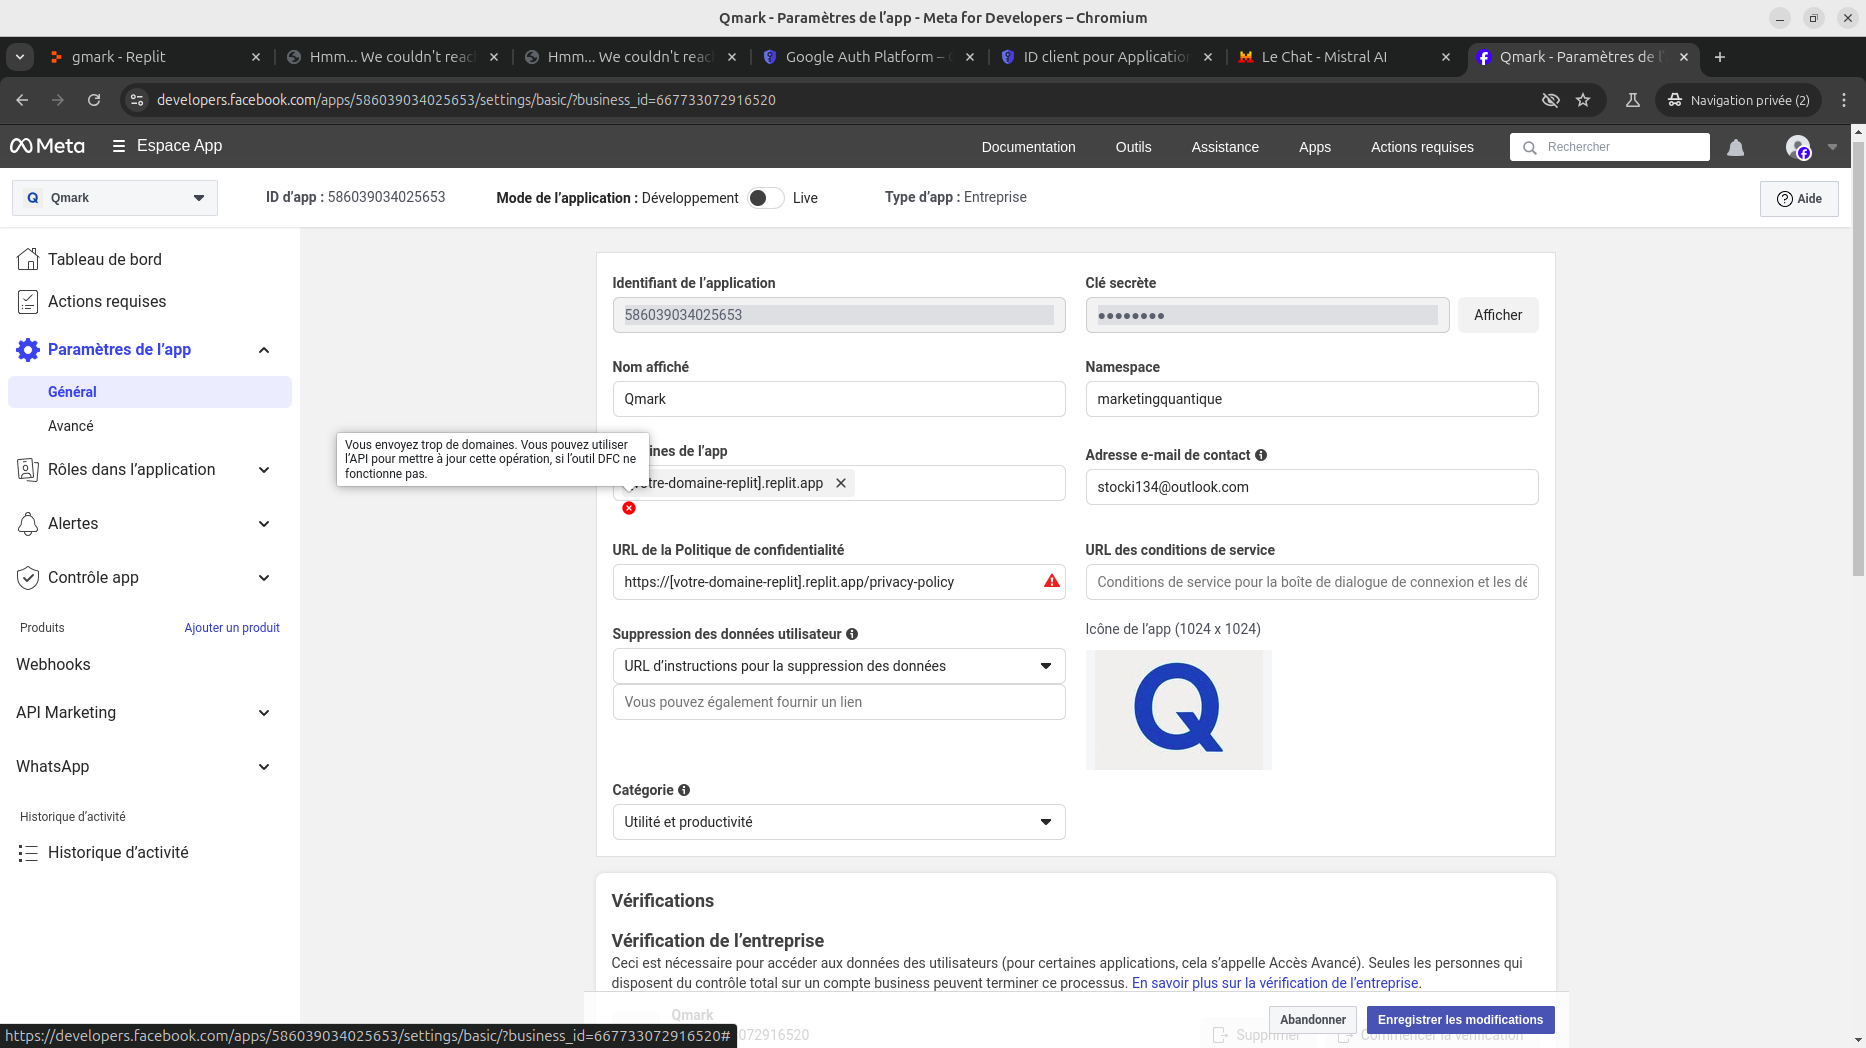 Qmark - Paramètres de l’app - Meta for Developers – Chromium
gmark - Replit
Hmm... We couldn't reac
Hmm... We couldn't reac
Google Auth Platform –
ID client pour Application
Le Chat - Mistral AI
Qmark - Paramètres de l'
developers.facebook.com/apps/586039034025653/settings/basic/?business_id=667733072916520
Navigation privée (2)
Meta
Espace App
Documentation
Outils
Assistance
Apps
Actions requises
Rechercher
Q
Qmark
ID d’app : 586039034025653
Mode de l’application : Développement
Live
Type d’app : Entreprise
Aide
Tableau de bord
Actions requises
Paramètres de l’app
Général
Avancé
Rôles dans l’application
Alertes
Contrôle app
Produits
Ajouter un produit
Webhooks
API Marketing
WhatsApp
Historique d’activité
Historique d’activité
Identifiant de l’application
586039034025653
Clé secrète
●●●●●●●●
Afficher
Nom affiché
Qmark
Namespace
marketingquantique
Vous envoyez trop de domaines. Vous pouvez utiliser
l’API pour mettre à jour cette opération, si l’outil DFC ne
fonctionne pas.
ines de l’app
otre-domaine-replit].replit.app
Adresse e-mail de contact
stocki134@outlook.com
URL de la Politique de confidentialité
https://[votre-domaine-replit].replit.app/privacy-policy
URL des conditions de service
Conditions de service pour la boîte de dialogue de connexion et les dé
Suppression des données utilisateur
URL d’instructions pour la suppression des données
Vous pouvez également fournir un lien
Icône de l’app (1024 x 1024)
Q
Catégorie
Utilité et productivité
Vérifications
Vérification de l’entreprise
Ceci est nécessaire pour accéder aux données des utilisateurs (pour certaines applications, cela s’appelle Accès Avancé). Seules les personnes qui
disposent du contrôle total sur un compte business peuvent terminer ce processus. En savoir plus sur la vérification de l’entreprise.
Qmark
072916520
Supprimer
Commencer la vérification
Abandonner
Enregistrer les modifications
https://developers.facebook.com/apps/586039034025653/settings/basic/?business_id=667733072916520#